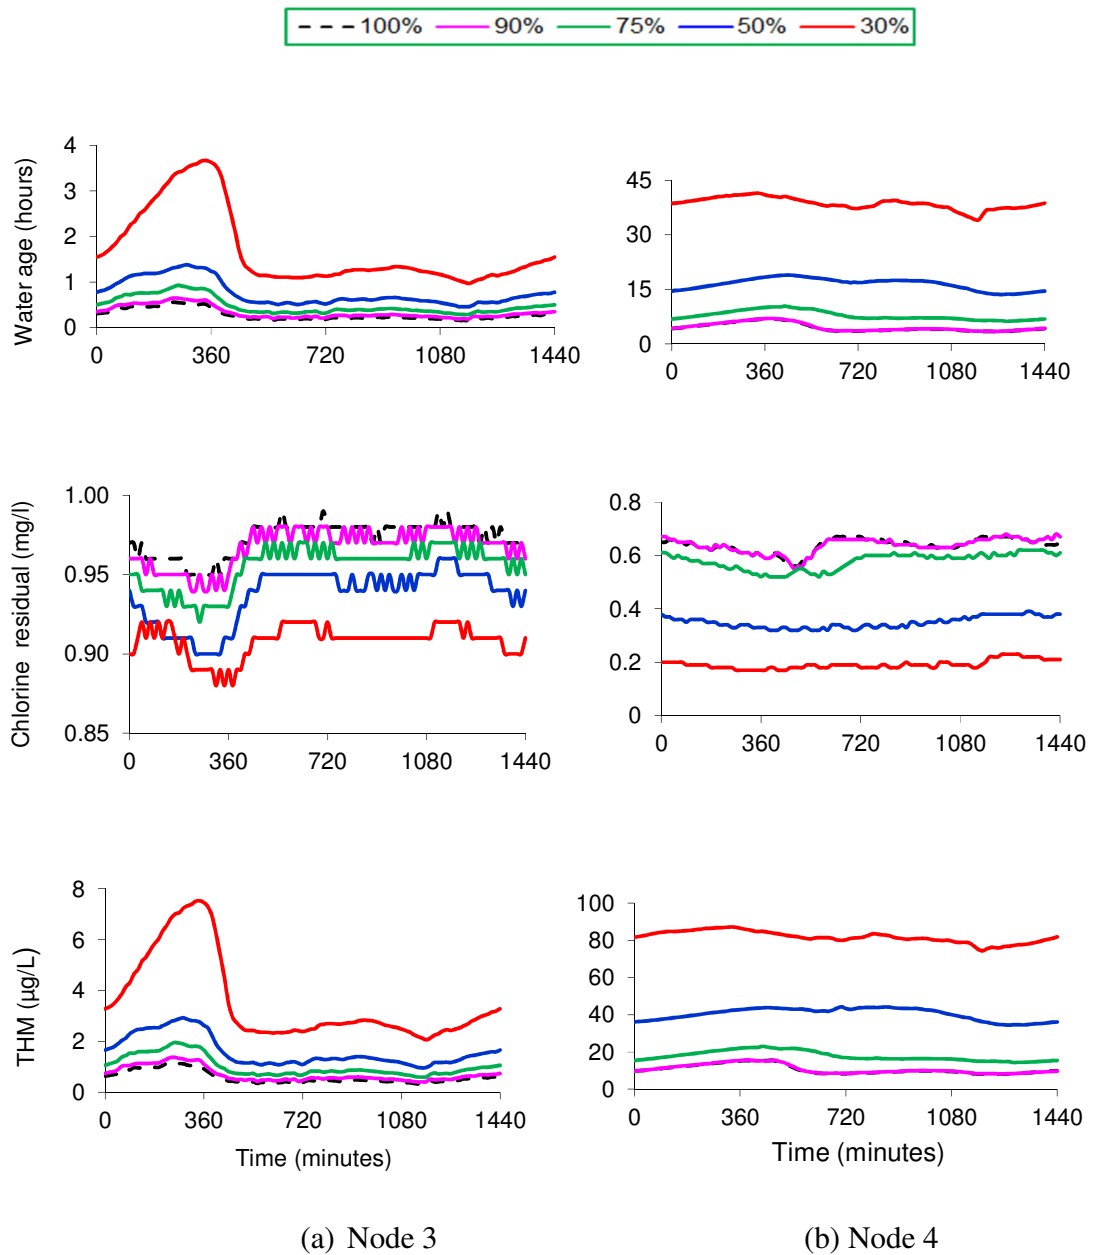 100% 90% 75% 50% 30%
Water age (hours)
4
3
2
1
0
0 360 720 1080 1440
45
30
15
0
0 360 720 1080 1440
Chlorine residual (mg/l)
1.00
0.95
0.90
0.85
0 360 720 1080 1440
0.8
0.6
0.4
0.2
0
0 360 720 1080 1440
THM (µg/L)
8
6
4
2
0
0 360 720 1080 1440
Time (minutes)
100
80
60
40
20
0
0 360 720 1080 1440
Time (minutes)
(a) Node 3
(b) Node 4